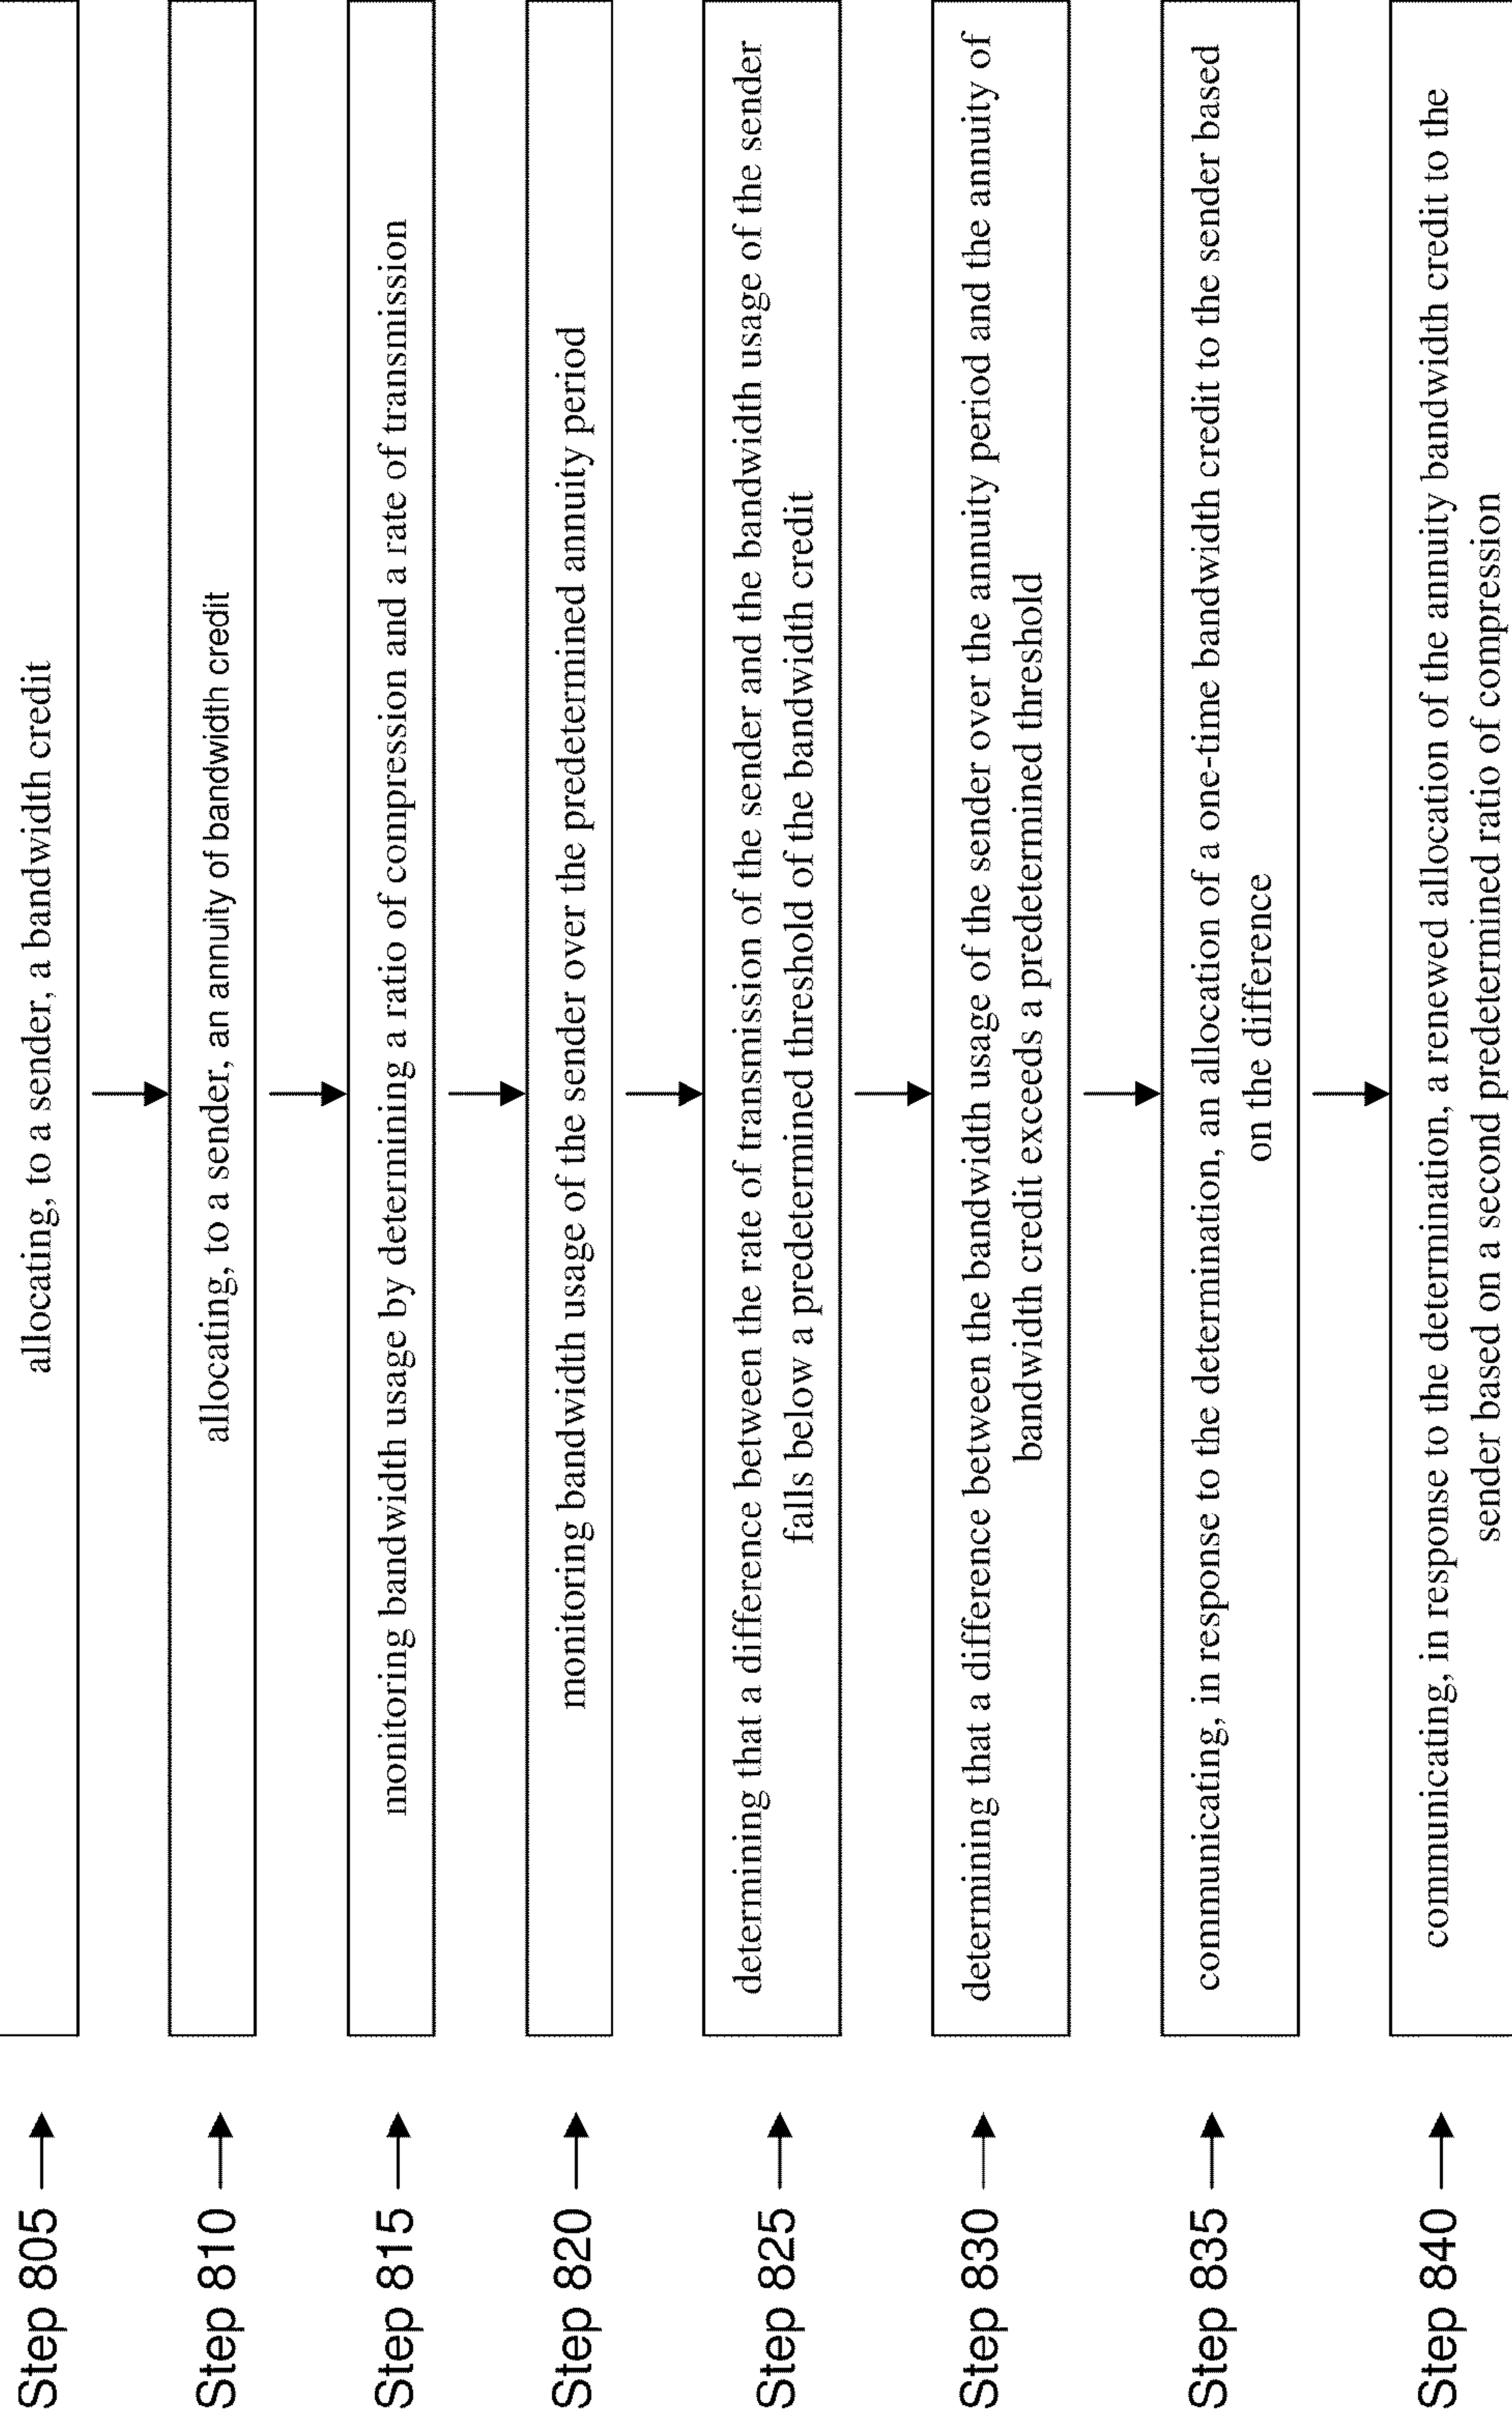 Step 805
allocating, to a sender, a bandwidth credit
Step 810
allocating, to a sender, an annuity of bandwidth credit
Step 815
monitoring bandwidth usage by determining a ratio of compression and a rate of transmission
Step 820
monitoring bandwidth usage of the sender over the predetermined annuity period
Step 825
determining that a difference between the rate of transmission of the sender and the bandwidth usage of the sender
falls below a predetermined threshold of the bandwidth credit
Step 830
determining that a difference between the bandwidth usage of the sender over the annuity period and the annuity of
bandwidth credit exceeds a predetermined threshold
Step 835
communicating, in response to the determination, an allocation of a one-time bandwidth credit to the sender based
on the difference
Step 840
communicating, in response to the determination, a renewed allocation of the annuity bandwidth credit to the
sender based on a second predetermined ratio of compression